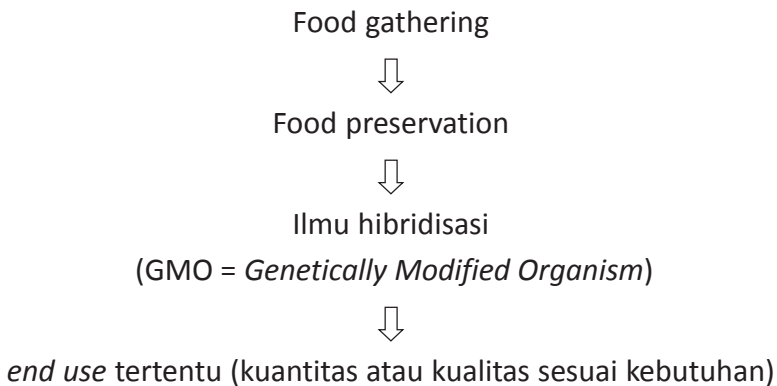 Food gathering
Food preservation
Ilmu hibridisasi
(GMO = Genetically Modified Organism)
end use tertentu (kuantitas atau kualitas sesuai kebutuhan)